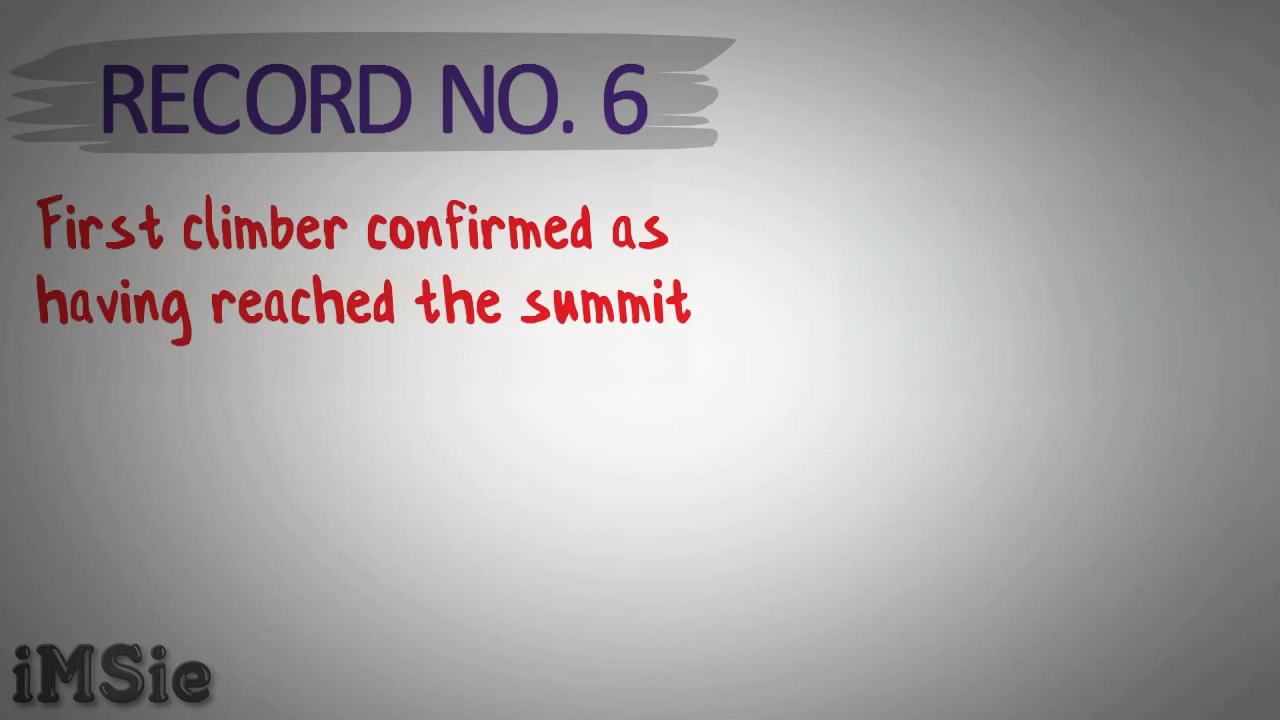 RECORD NO. 6
First climber confirmed as
having reached the summit
iMSie